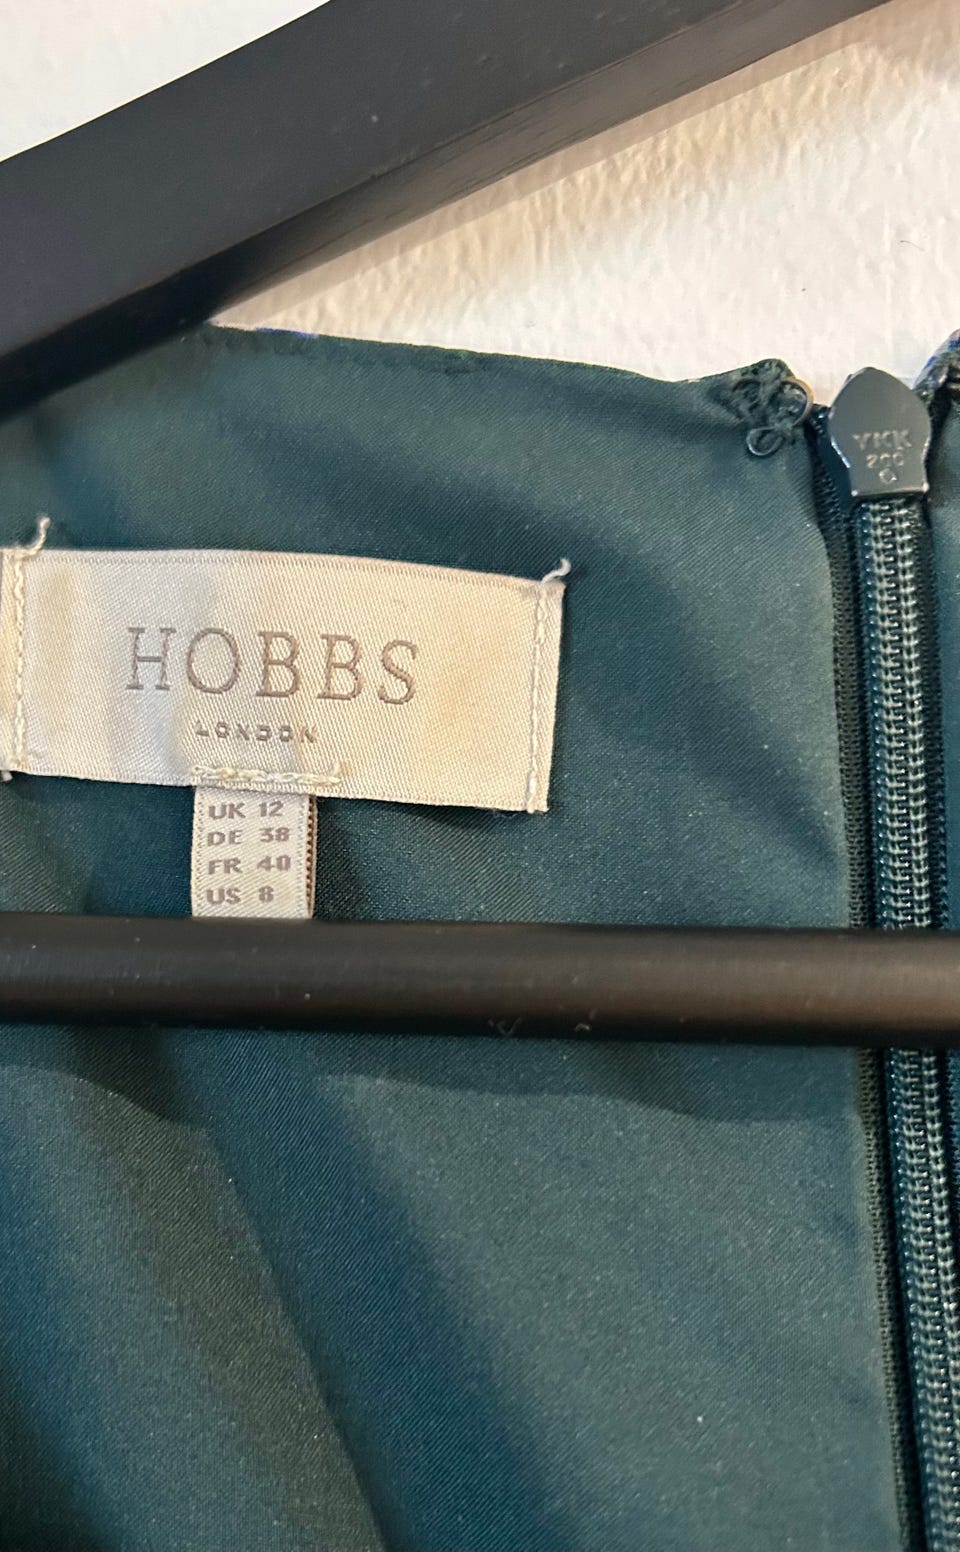 YKK
HOBBS
LONDON
UK 12
DE 38
FR 40
US 8